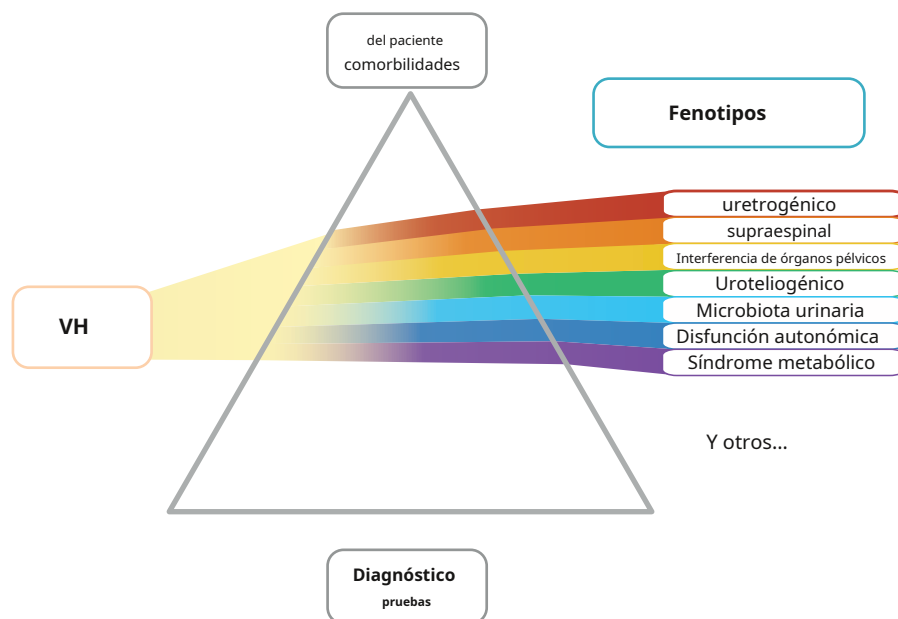 del paciente
comorbilidades
Fenotipos
uretrogénico
supraespinal
Interferencia de órganos pélvicos
Uroteliogénico
Microbiota urinaria
Disfunción autonómica
Síndrome metabólico
VH
Y otros...
Diagnóstico
pruebas